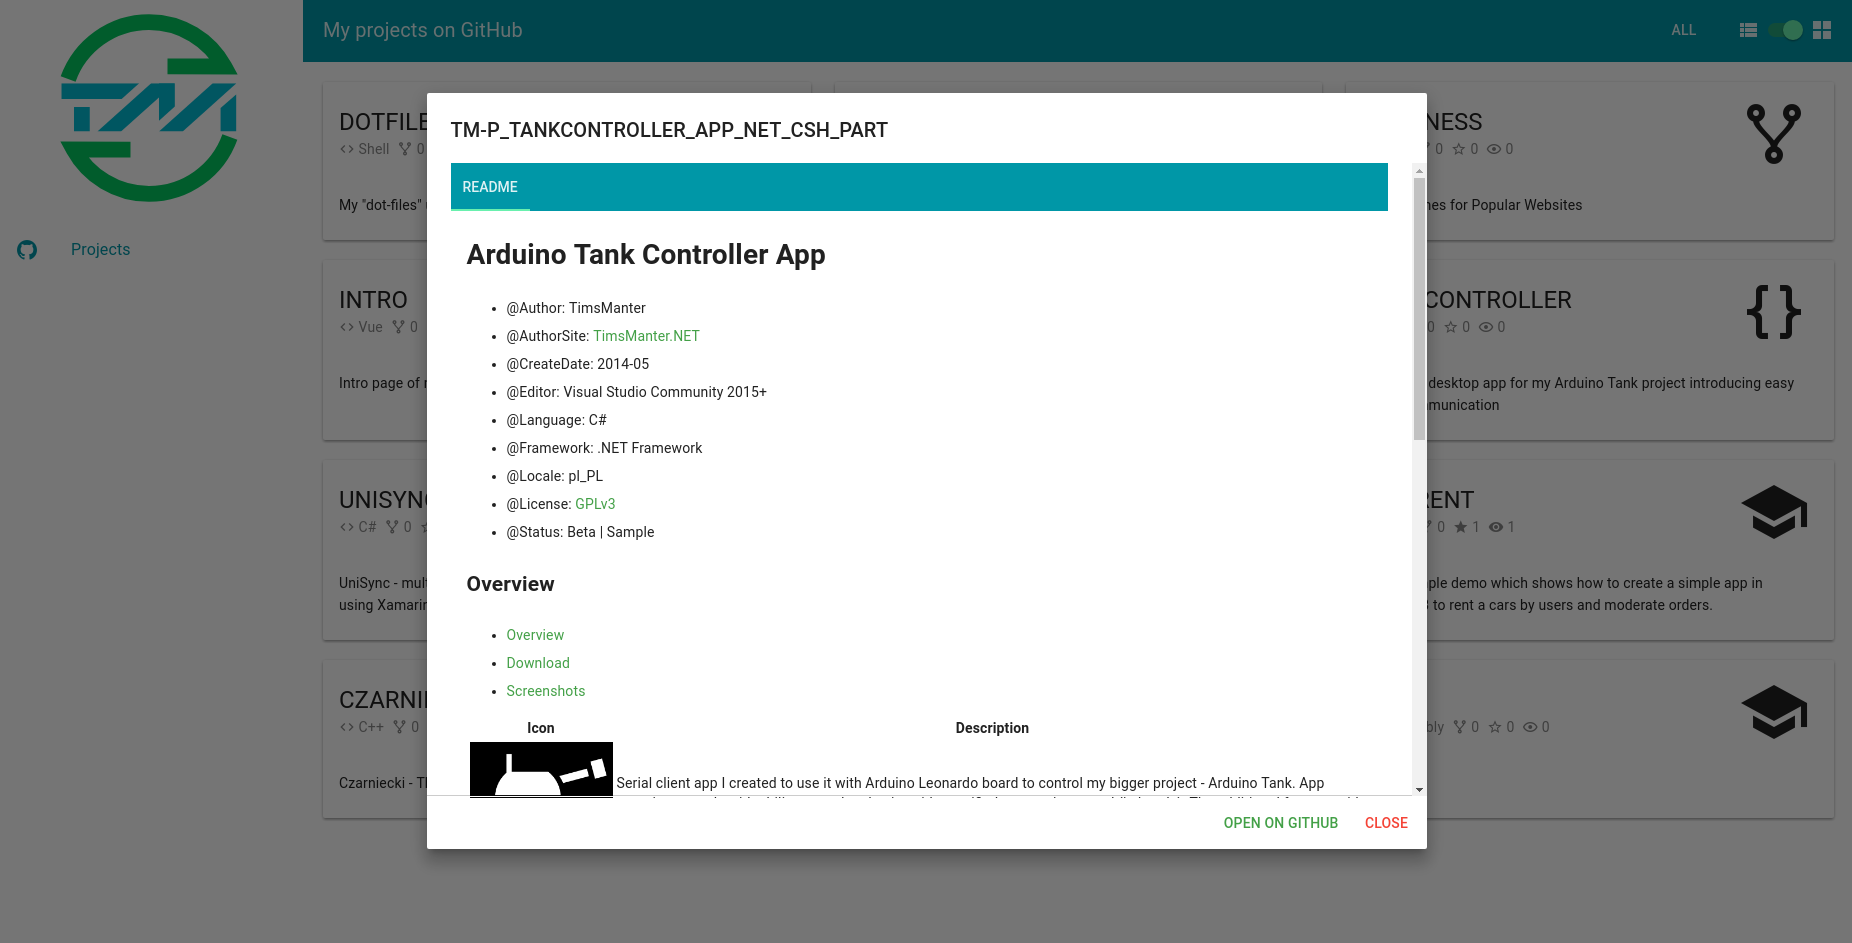 My projects on GitHub
ALL
Projects
DOTFILE
Shell 0
My "dot-files"
NESS
0 0 0
nes for Popular Websites
INTRO
Vue 0
Intro page of
CONTROLLER
0 0 0
desktop app for my Arduino Tank project introducing easy
munication
UNISYNC
C# 0
UniSync - mul
using Xamarin
RENT
0 1 1
ple demo which shows how to create a simple app in
to rent a cars by users and moderate orders.
CZARNI
C++ 0
Czarniecki - T
bly 0 0 0
TM-P_TANKCONTROLLER_APP_NET_CSH_PART
README
Arduino Tank Controller App
@Author: TimsManter
@AuthorSite: TimsManter.NET
@CreateDate: 2014-05
@Editor: Visual Studio Community 2015+
@Language: C#
@Framework: .NET Framework
@Locale: pl_PL
@License: GPLv3
@Status: Beta | Sample
Overview
Overview
Download
Screenshots
Icon Description
Serial client app I created to use it with Arduino Leonardo board to control my bigger project - Arduino Tank. App
OPEN ON GITHUB CLOSE